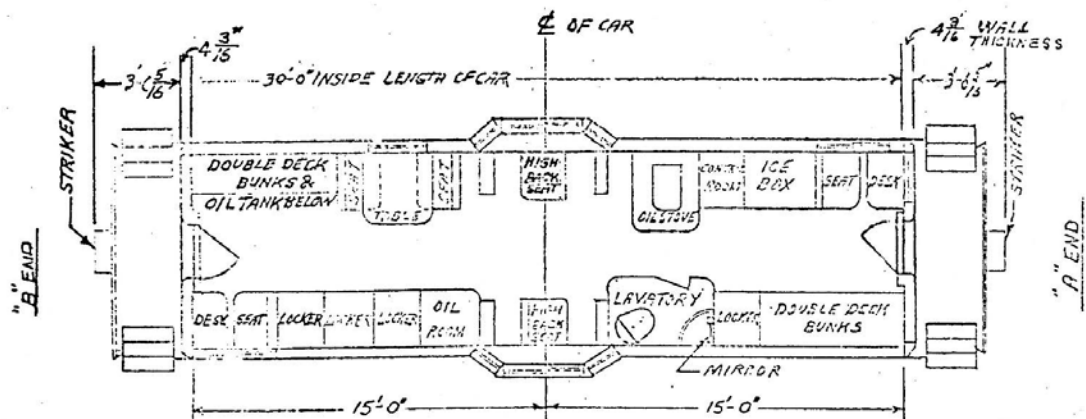 ℄ OF CAR
4 3/16"
4 3/16 WALL
THICKNESS
3'-6 5/16
30'-0" INSIDE LENGTH OF CAR
3'-6 5/16"
STRIKER
STRIKER
DOUBLE DECK
BUNKS &
OIL TANK BELOW
SEAT
TABLE
SEAT
HIGH
BACK
SEAT
OIL STOVE
ICE
BOX
SEAT
DESK
"B" END
"A" END
DESK
SEAT
LOCKER
LOCKER
LOCKER
OIL
ROOM
HIGH
BACK
SEAT
LAVATORY
LOCKER
DOUBLE DECK
BUNKS
MIRROR
15'-0"
15'-0"